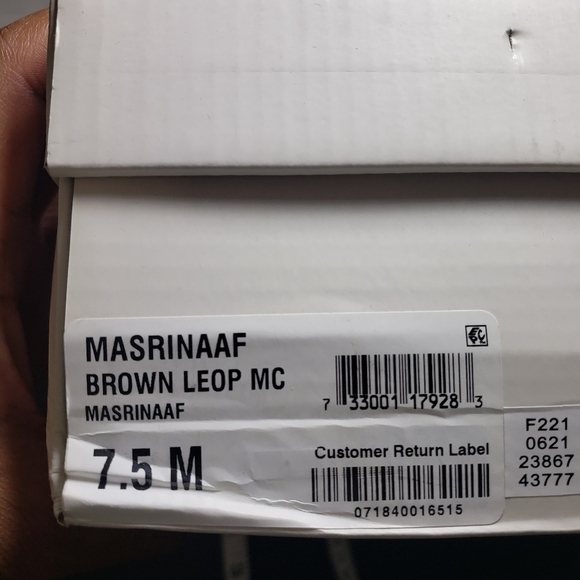 MASRINAAF
BROWN LEOP MC
MASRINAAF
7.5 M
7 33001 17928 3
Customer Return Label
071840016515
F221
0621
23867
43777